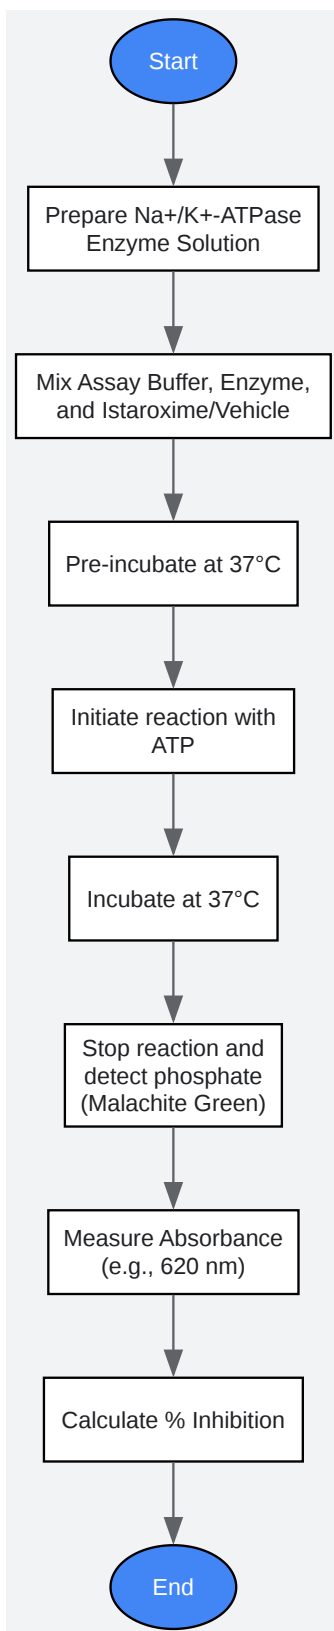 Start
Prepare Na+/K+-ATPase
Enzyme Solution
Mix Assay Buffer, Enzyme,
and Istaroxime/Vehicle
Pre-incubate at 37°C
Initiate reaction with
ATP
Incubate at 37°C
Stop reaction and
detect phosphate
(Malachite Green)
Measure Absorbance
(e.g., 620 nm)
Calculate % Inhibition
End